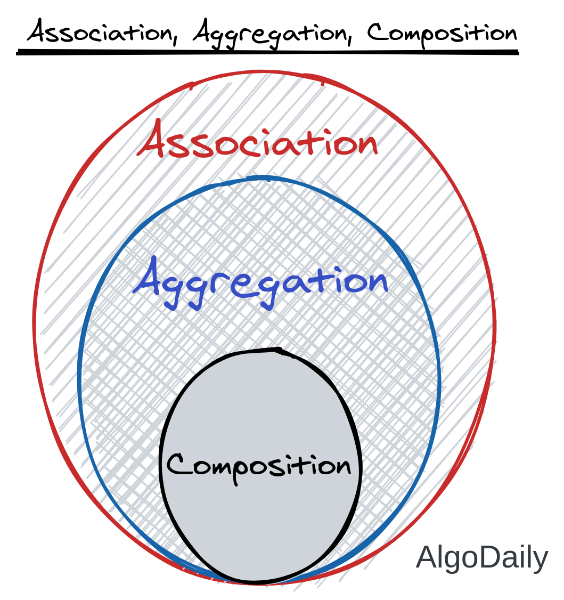 Association, Aggregation, Composition
Association
Aggregation
Composition
AlgoDaily